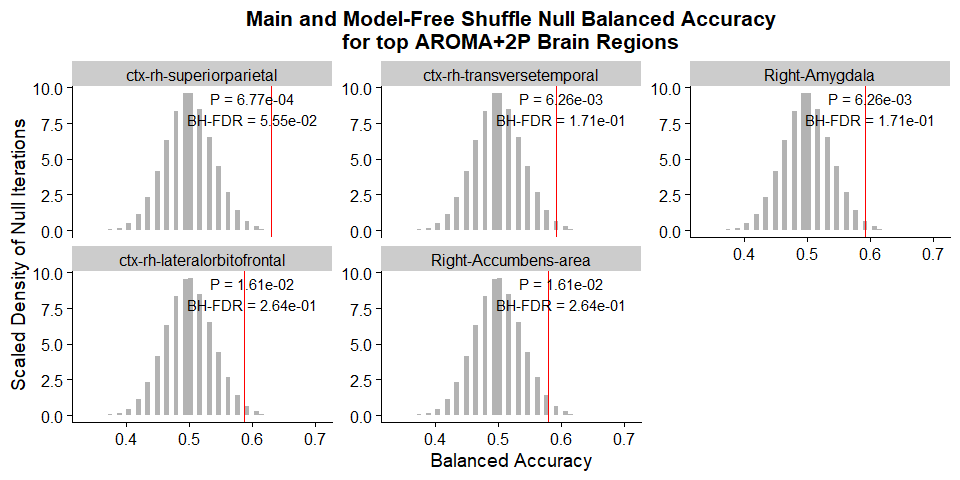 Main and Model-Free Shuffle Null Balanced Accuracy
for top AROMA+2P Brain Regions
Scaled Density of Null Iterations
ctx-rh-superiorparietal
P = 6.77e-04
BH-FDR = 5.55e-02
10.0
7.5
5.0
2.5
0.0
ctx-rh-transversetemporal
P = 6.26e-03
BH-FDR = 1.71e-01
10.0
7.5
5.0
2.5
0.0
Right-Amygdala
P = 6.26e-03
BH-FDR = 1.71e-01
10.0
7.5
5.0
2.5
0.0
0.4 0.5 0.6 0.7
ctx-rh-lateralorbitofrontal
P = 1.61e-02
BH-FDR = 2.64e-01
10.0
7.5
5.0
2.5
0.0
0.4 0.5 0.6 0.7
Right-Accumbens-area
P = 1.61e-02
BH-FDR = 2.64e-01
10.0
7.5
5.0
2.5
0.0
0.4 0.5 0.6 0.7
Balanced Accuracy